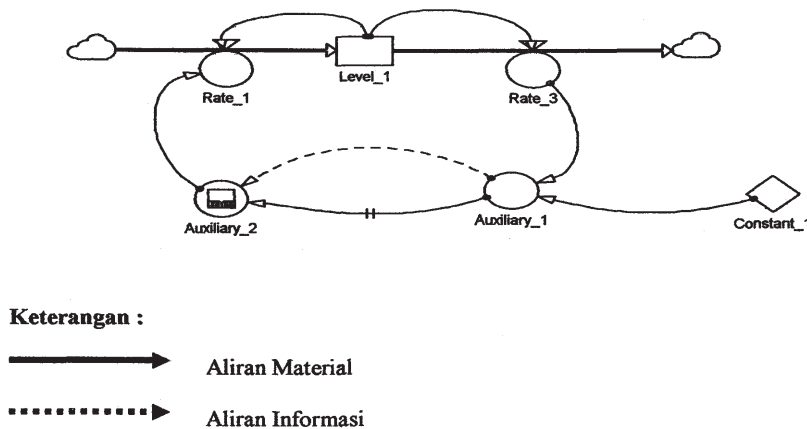 Level_1
Rate_1
Rate_3
Auxiliary_2
Auxiliary_1
Constant_1
Keterangan :
Aliran Material
Aliran Informasi